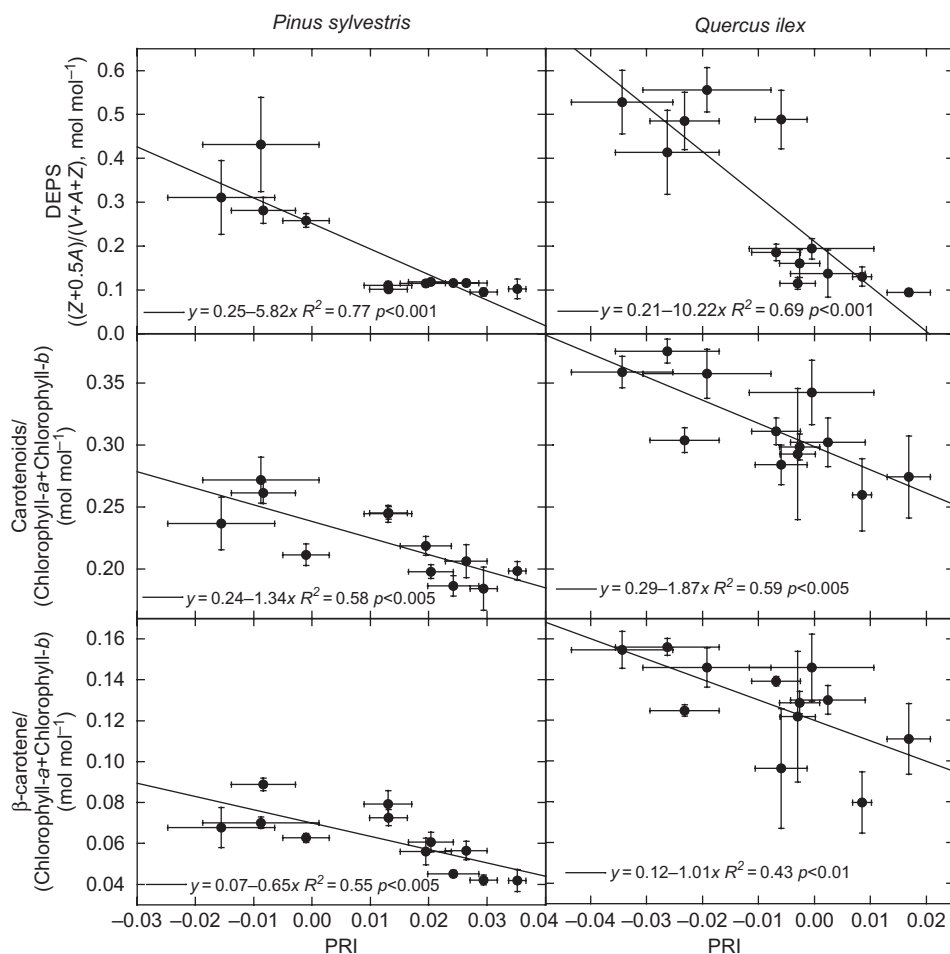 Pinus sylvestris
Quercus ilex
DEPS
((Z+0.5A)/(V+A+Z), mol mol⁻¹)
0.6
0.5
0.4
0.3
0.2
0.1
0.0
y = 0.25–5.82x R² = 0.77 p<0.001
y = 0.21–10.22x R² = 0.69 p<0.001
Carotenoids/
(Chlorophyll-a+Chlorophyll-b)
(mol mol⁻¹)
0.35
0.30
0.25
0.20
y = 0.24–1.34x R² = 0.58 p<0.005
y = 0.29–1.87x R² = 0.59 p<0.005
β-carotene/
(Chlorophyll-a+Chlorophyll-b)
(mol mol⁻¹)
0.16
0.14
0.12
0.10
0.08
0.06
0.04
y = 0.07–0.65x R² = 0.55 p<0.005
y = 0.12–1.01x R² = 0.43 p<0.01
–0.03 –0.02 –0.01 0.00 0.01 0.02 0.03 0.04
–0.04 –0.03 –0.02 –0.01 0.00 0.01 0.02
PRI
PRI